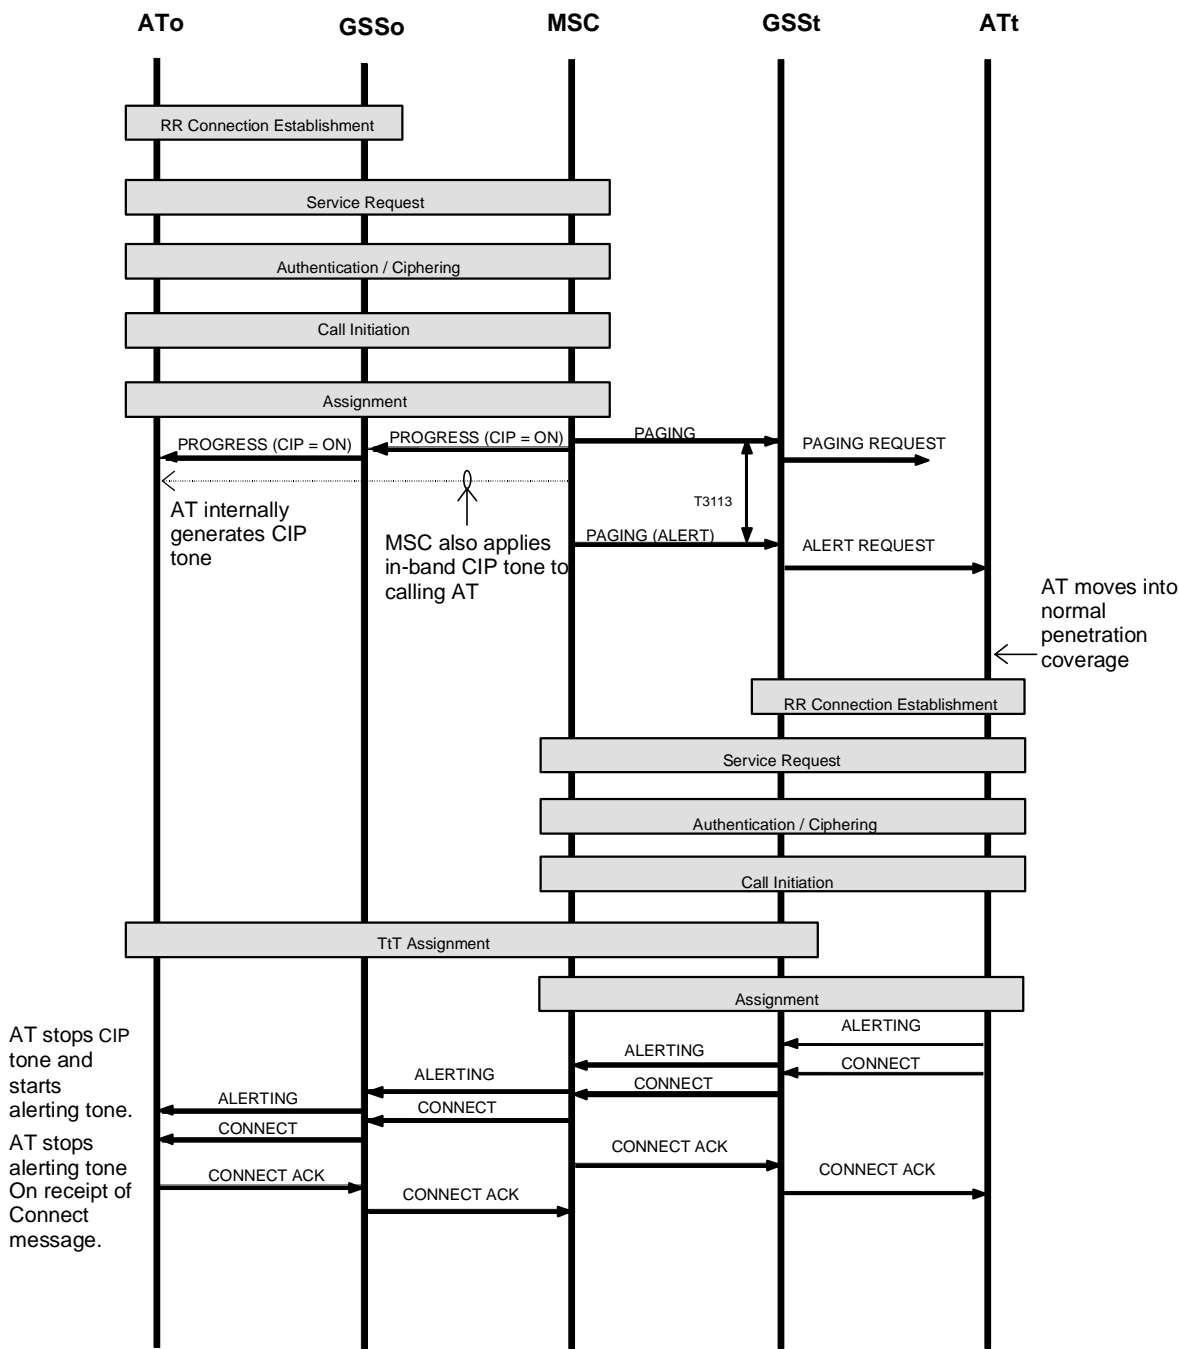 ATo
GSSo
MSC
GSSt
ATt
RR Connection Establishment
Service Request
Authentication / Ciphering
Call Initiation
Assignment
PROGRESS (CIP = ON)
PROGRESS (CIP = ON)
PAGING
PAGING REQUEST
T3113
AT internally
generates CIP
tone
MSC also applies
in-band CIP tone to
calling AT
PAGING (ALERT)
ALERT REQUEST
AT moves into
normal
penetration
coverage
RR Connection Establishment
Service Request
Authentication / Ciphering
Call Initiation
TtT Assignment
Assignment
ALERTING
ALERTING
CONNECT
ALERTING
CONNECT
ALERTING
CONNECT
CONNECT
AT stops CIP
tone and
starts
alerting tone.
AT stops
alerting tone
On receipt of
Connect
message.
CONNECT ACK
CONNECT ACK
CONNECT ACK
CONNECT ACK